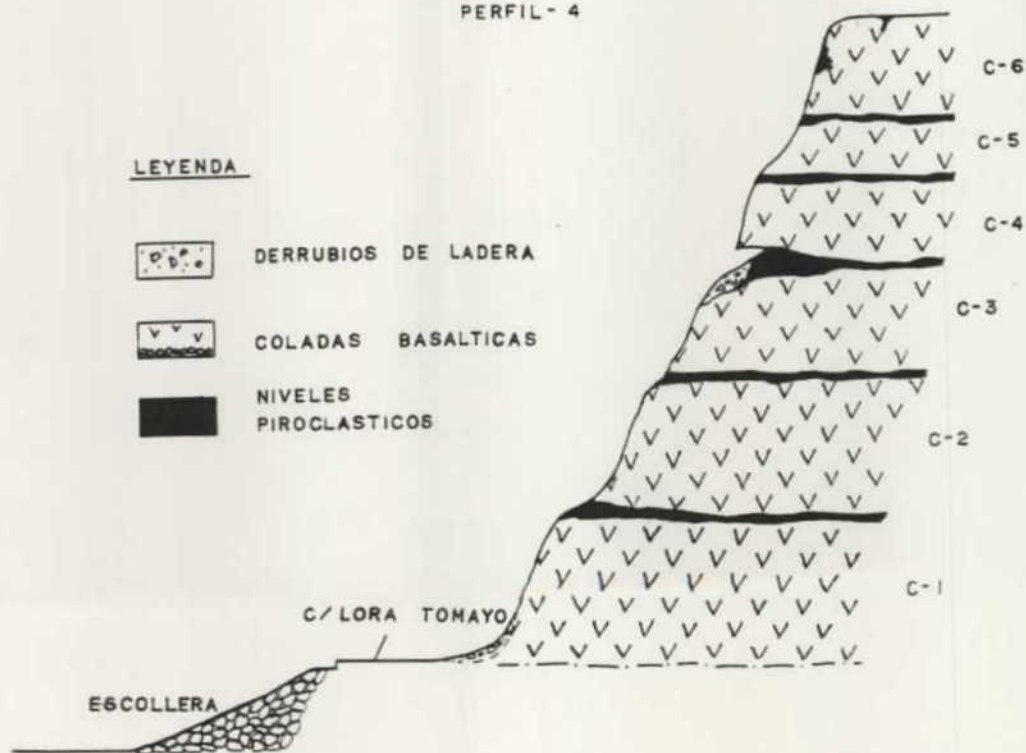 PERFIL-4
C-6
C-5
LEYENDA
C-4
DERRUBIOS DE LADERA
C-3
COLADAS BASALTICAS
NIVELES
PIROCLASTICOS
C-2
C-1
C/LORA TOMAYO
ESCOLLERA